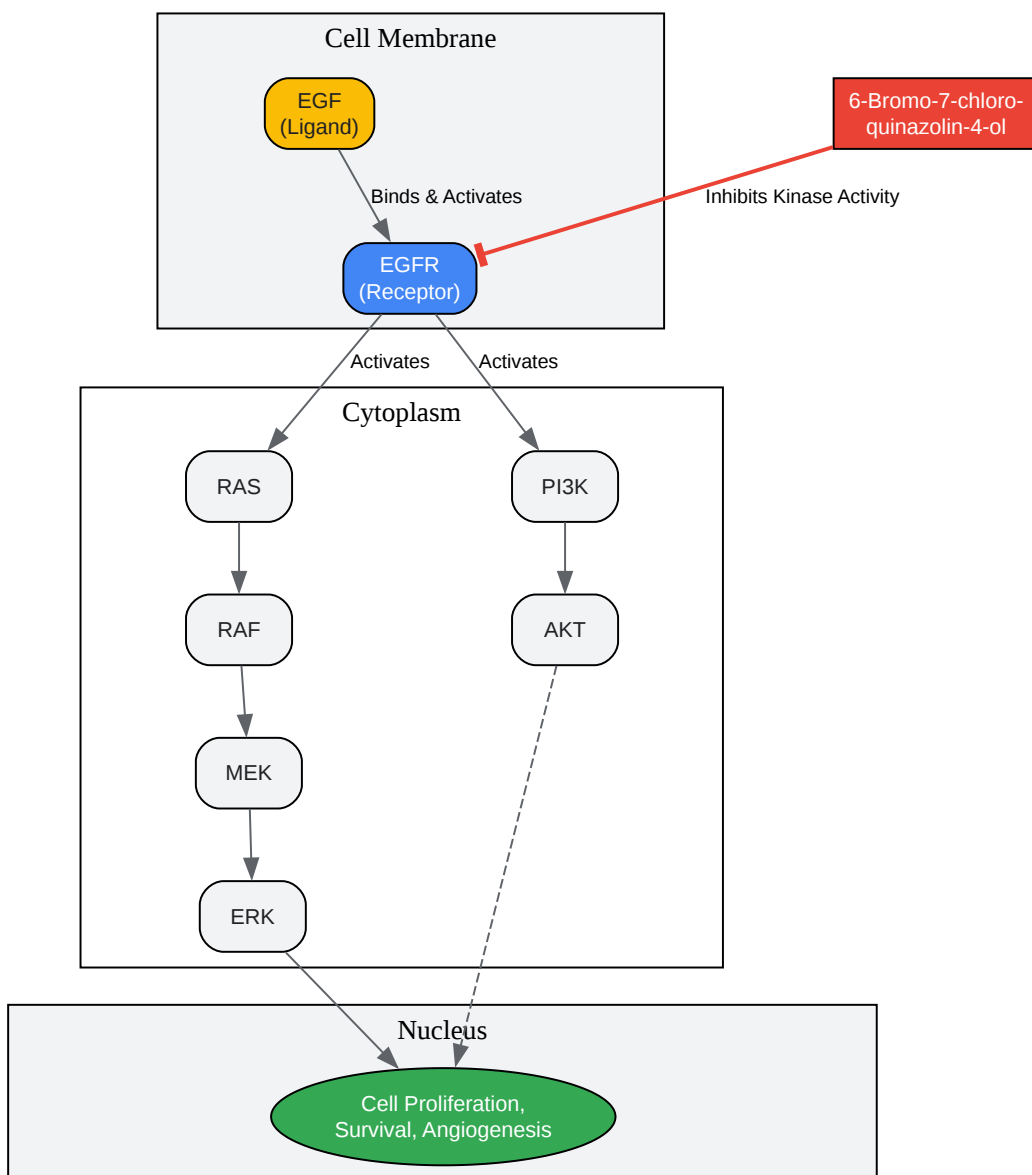 Cell Membrane
EGF
(Ligand)
6-Bromo-7-chloro-
quinazolin-4-ol
Binds & Activates
Inhibits Kinase Activity
EGFR
(Receptor)
Activates
Activates
Cytoplasm
RAS
PI3K
RAF
AKT
MEK
ERK
Nucleus
Cell Proliferation,
Survival, Angiogenesis